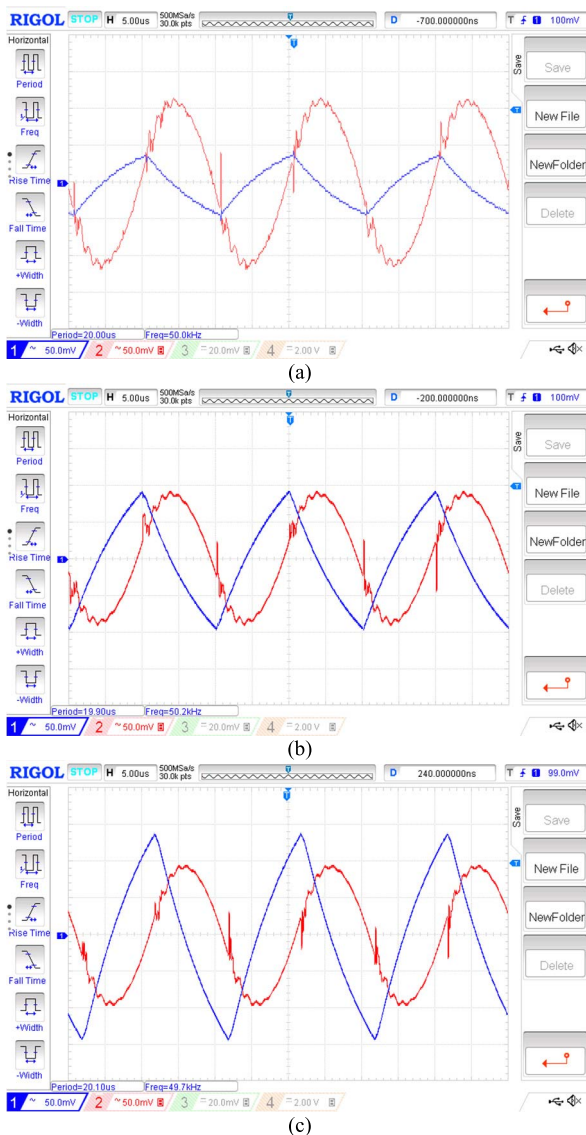 RIGOL STOP H 5.00us 500MSa/s 30.0k pts T D -700.000000ns T 1 100mV
Horizontal
T
Save
Save
Period
New File
T
Freq
NewFolder
Rise Time
1
Delete
Fall Time
+Width
-Width
Period=20.00us Freq=50.0kHz
1 ~ 50.0mV 2 ~ 50.0mV 3 20.0mV 4 2.00 V
(a)
RIGOL STOP H 5.00us 500MSa/s 30.0k pts T D -200.000000ns T 1 100mV
Horizontal
T
Save
Save
Period
New File
T
Freq
NewFolder
Rise Time
1
Delete
Fall Time
+Width
-Width
Period=19.90us Freq=50.2kHz
1 ~ 50.0mV 2 ~ 50.0mV 3 20.0mV 4 2.00 V
(b)
RIGOL STOP H 5.00us 500MSa/s 30.0k pts T D 240.000000ns T 1 99.0mV
Horizontal
T
Save
Save
Period
New File
T
Freq
NewFolder
Rise Time
1
Delete
Fall Time
+Width
-Width
Period=20.10us Freq=49.7kHz
1 ~ 50.0mV 2 ~ 50.0mV 3 20.0mV 4 2.00 V
(c)